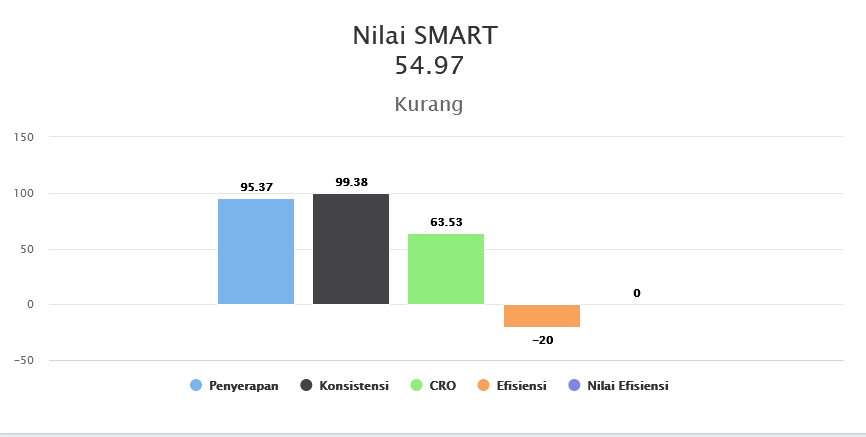 Nilai SMART
54.97
Kurang
150
100
50
0
−50
95.37
99.38
63.53
−20
0
Penyerapan
Konsistensi
CRO
Efisiensi
Nilai Efisiensi